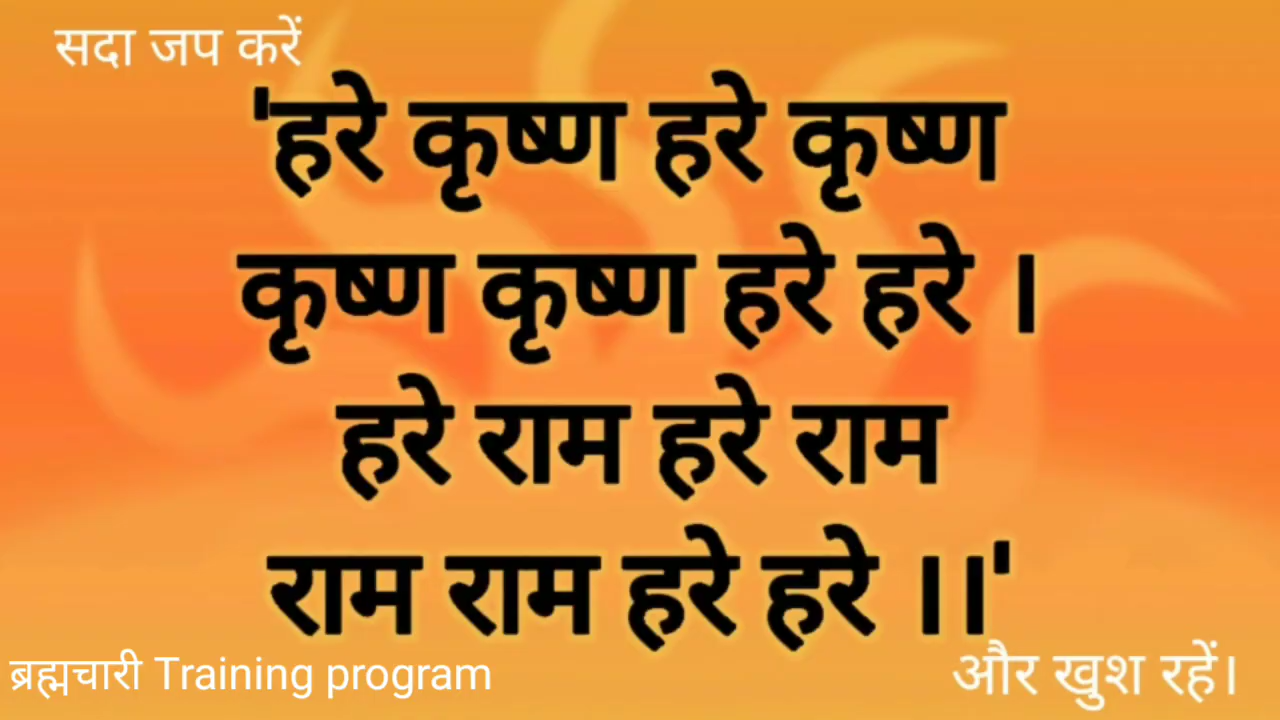 सदा जप करें
'हरे कृष्ण हरे कृष्ण
कृष्ण कृष्ण हरे हरे ।
हरे राम हरे राम
राम राम हरे हरे ।।'
ब्रह्मचारी Training program
और खुश रहें।